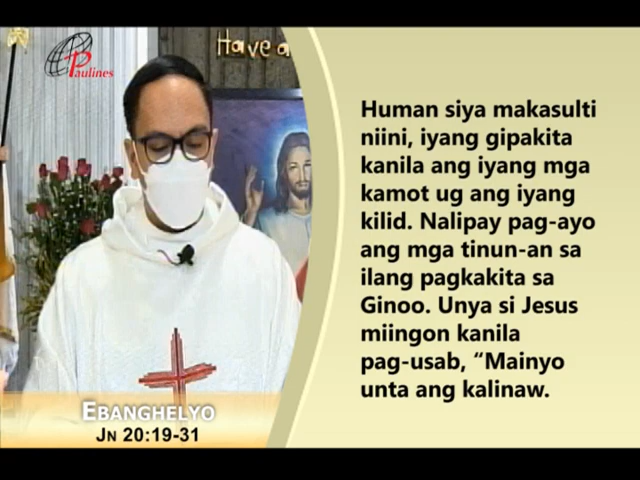 Paulines
Have a
Human siya makasulti
niini, iyang gipakita
kanila ang iyang mga
kamot ug ang iyang
kilid. Nalipay pag-ayo
ang mga tinun-an sa
ilang pagkakita sa
Ginoo. Unya si Jesus
miingon kanila
pag-usab, “Mainyo
unta ang kalinaw.
EBANGHELYO
JN 20:19-31